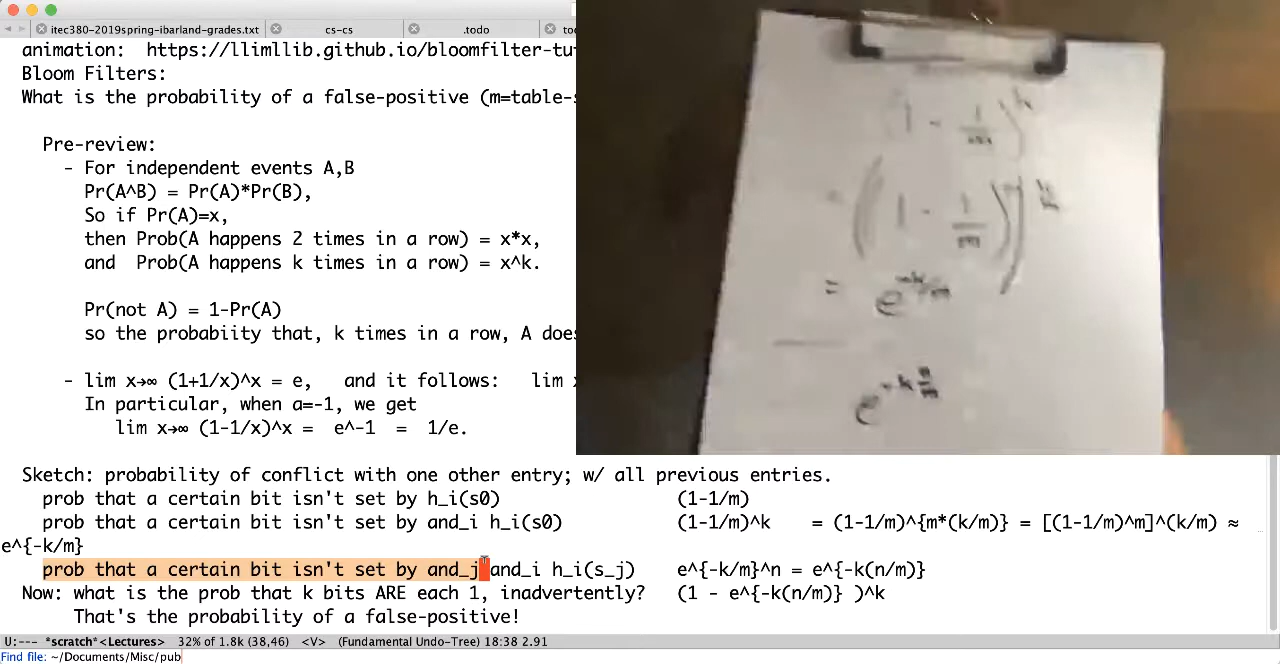 itec380-2019spring-ibarland-grades.txt cs-cs .todo
animation: https://llimllib.github.io/bloomfilter-tu
Bloom Filters:
What is the probability of a false-positive (m=table-s
Pre-review:
- For independent events A,B
Pr(A^B) = Pr(A)*Pr(B),
So if Pr(A)=x,
then Prob(A happens 2 times in a row) = x*x,
and Prob(A happens k times in a row) = x^k.
Pr(not A) = 1-Pr(A)
so the probabiity that, k times in a row, A does
- lim x→∞ (1+1/x)^x = e, and it follows: lim x
In particular, when a=-1, we get
lim x→∞ (1-1/x)^x = e^-1 = 1/e.
(1 - 1/m)^k
= (1 - 1/m)
= e^-k/m
e^-k n/m
Sketch: probability of conflict with one other entry; w/ all previous entries.
prob that a certain bit isn't set by h_i(s0) (1-1/m)
prob that a certain bit isn't set by and_i h_i(s0) (1-1/m)^k = (1-1/m)^{m*(k/m)} = [(1-1/m)^m]^(k/m) ≈
e^{-k/m}
prob that a certain bit isn't set by and_j and_i h_i(s_j) e^{-k/m}^n = e^{-k(n/m)}
Now: what is the prob that k bits ARE each 1, inadvertently? (1 - e^{-k(n/m)} )^k
That's the probability of a false-positive!
U:--- *scratch*<Lectures> 32% of 1.8k (38,46) <V> (Fundamental Undo-Tree) 18:38 2.91
Find file: ~/Documents/Misc/pub